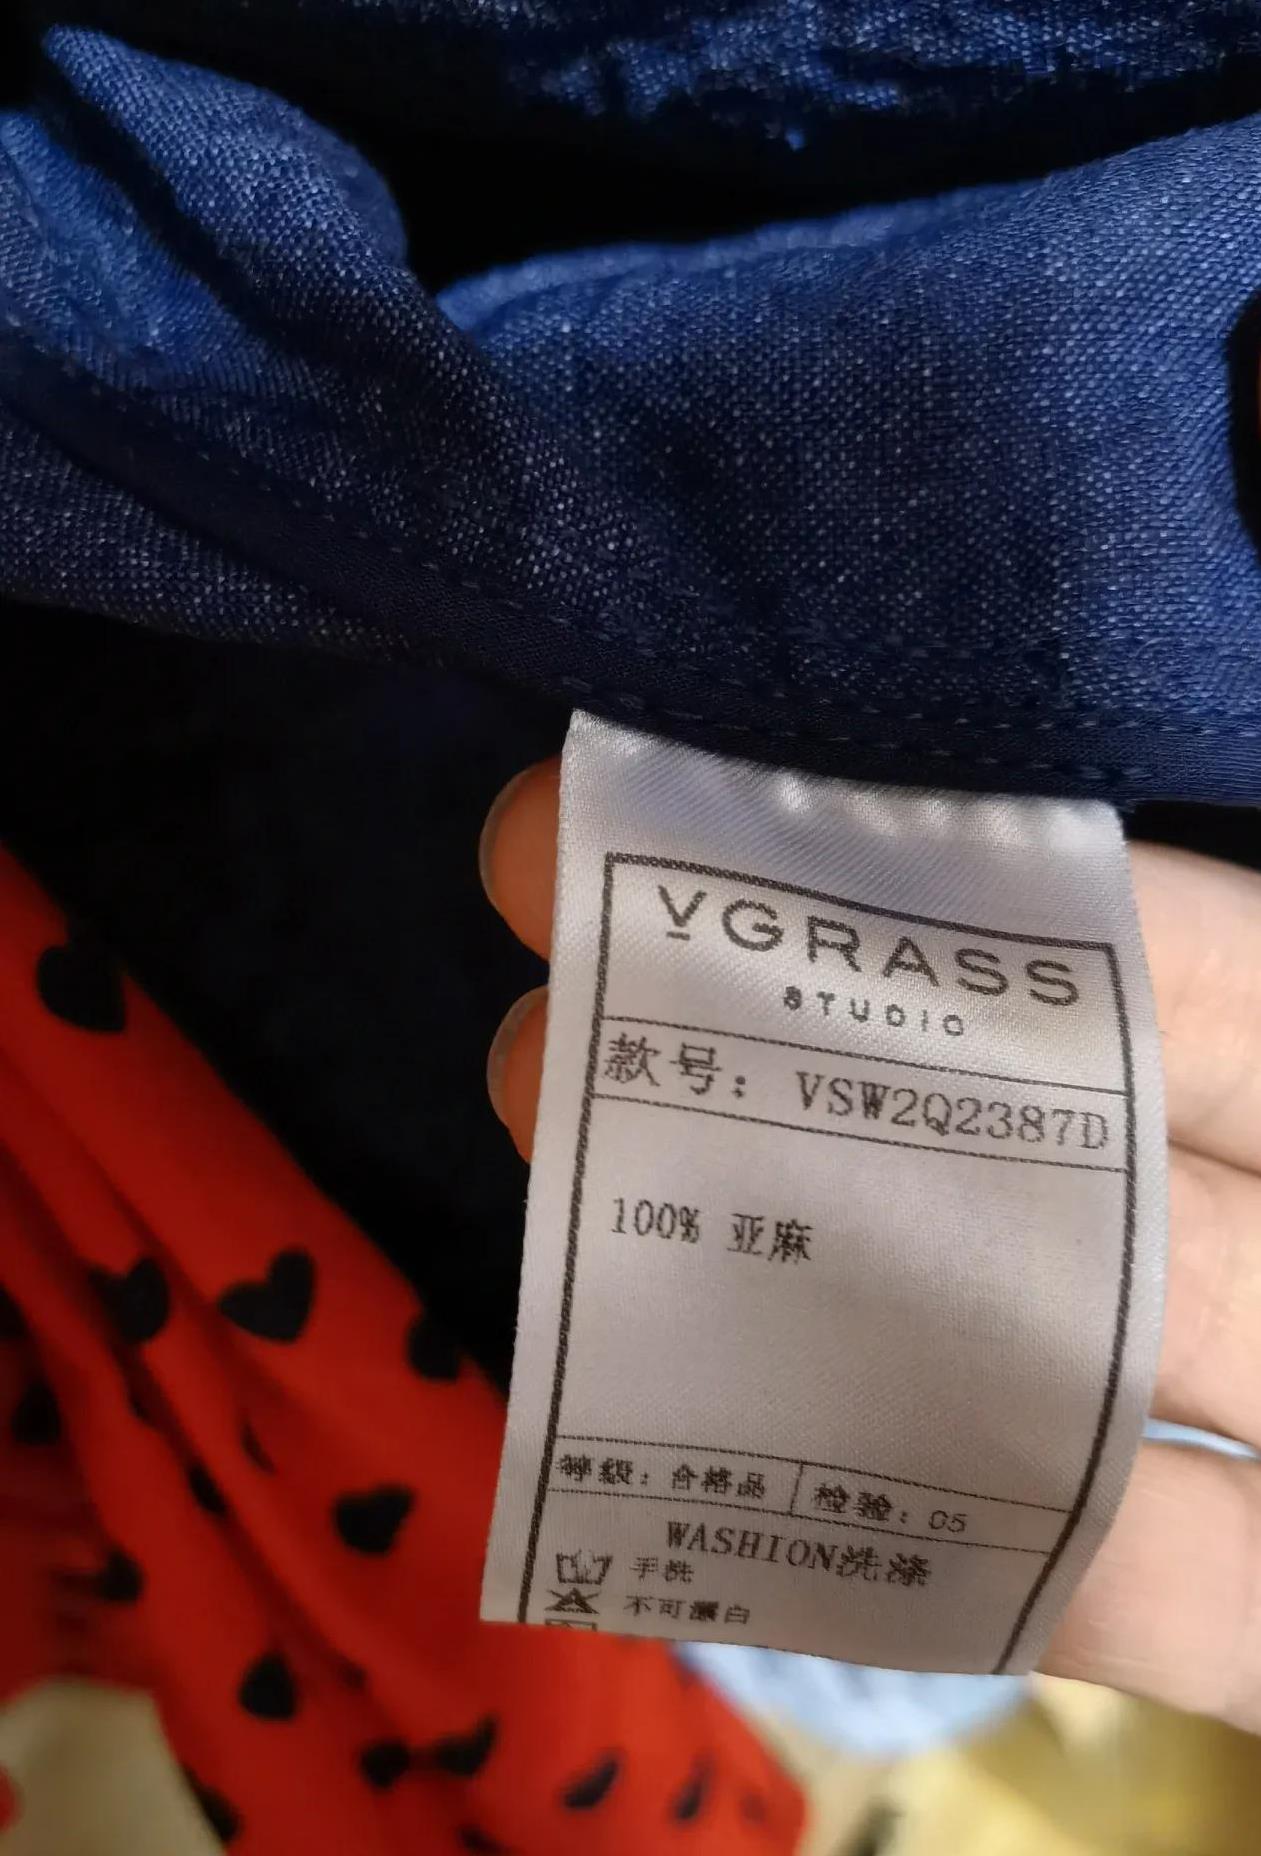 VGRASS
STUDIO
款号: VSW2Q2387D
100% 亚麻
等级: 合格品 检验: 05
WASHION洗涤
手洗
不可漂白